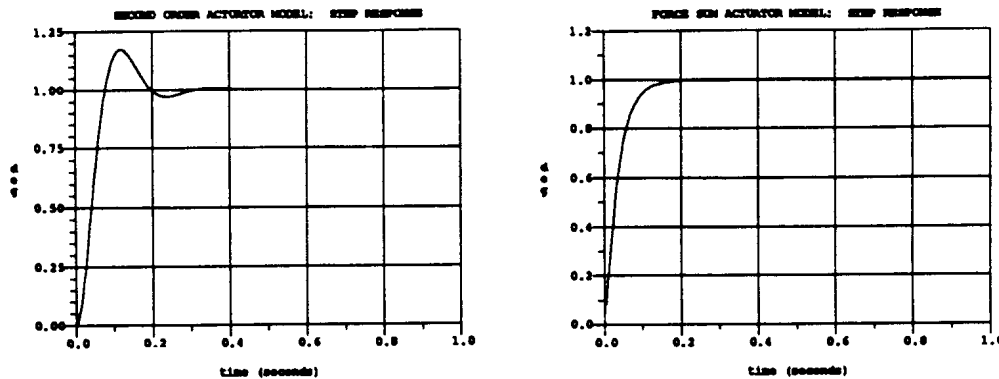 SECOND ORDER ACTUATOR MODEL: STEP RESPONSE
1.25
1.00
0.75
0.50
0.25
0.00
0.0 0.2 0.4 0.6 0.8 1.0
time (seconds)
FORCE SUM ACTUATOR MODEL: STEP RESPONSE
1.2
1.0
0.8
0.6
0.4
0.2
0.0
0.0 0.2 0.4 0.6 0.8 1.0
time (seconds)